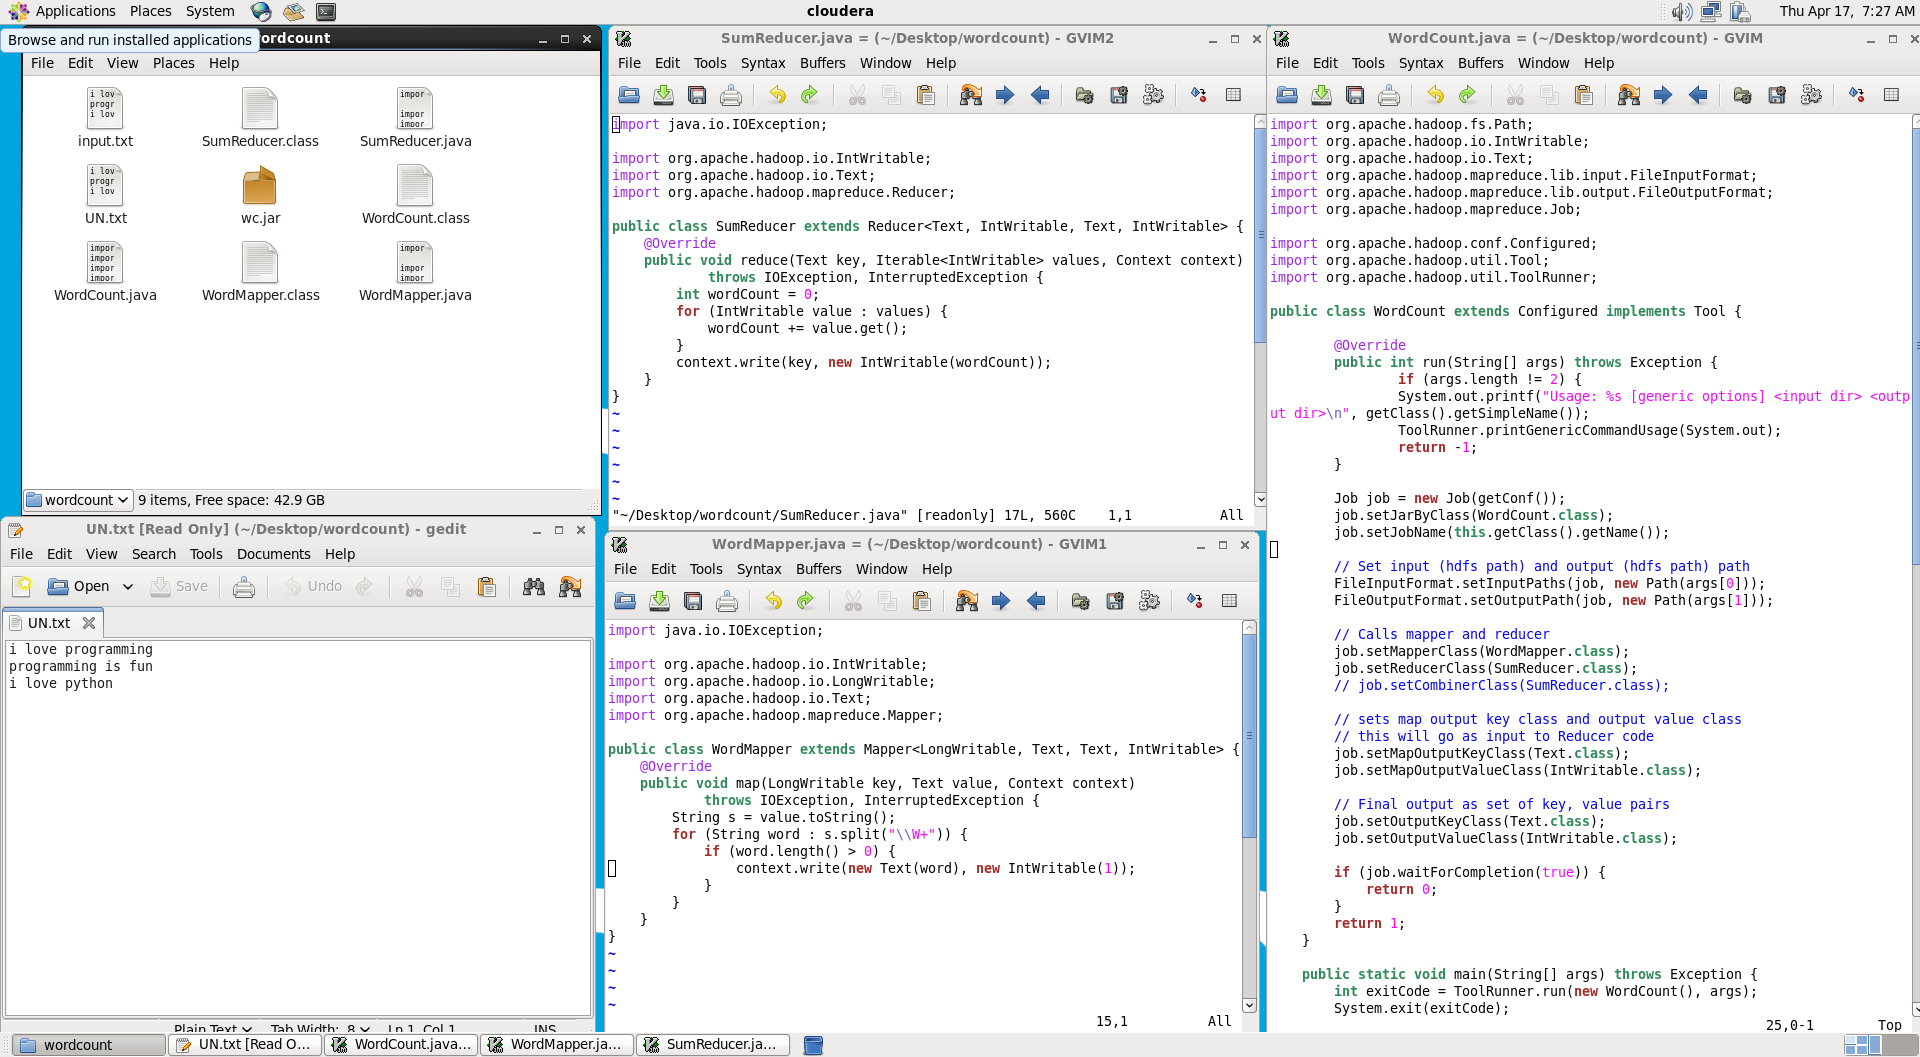 Applications Places System
cloudera
Thu Apr 17, 7:27 AM
Browse and run installed applications
wordcount
File Edit View Places Help
i lov
progr
i lov
impor
impor
impor
input.txt SumReducer.class SumReducer.java
i lov
progr
i lov
UN.txt wc.jar WordCount.class
impor
impor
impor
impor
impor
impor
impor
WordCount.java WordMapper.class WordMapper.java
wordcount 9 items, Free space: 42.9 GB
UN.txt [Read Only] (~/Desktop/wordcount) - gedit
File Edit View Search Tools Documents Help
Open Save Undo
UN.txt
i love programming
programming is fun
i love python
Plain Text Tab Width: 8 Ln 1, Col 1 INS
SumReducer.java = (~/Desktop/wordcount) - GVIM2
File Edit Tools Syntax Buffers Window Help
import java.io.IOException;
import org.apache.hadoop.io.IntWritable;
import org.apache.hadoop.io.Text;
import org.apache.hadoop.mapreduce.Reducer;
public class SumReducer extends Reducer<Text, IntWritable, Text, IntWritable> {
@Override
public void reduce(Text key, Iterable<IntWritable> values, Context context)
throws IOException, InterruptedException {
int wordCount = 0;
for (IntWritable value : values) {
wordCount += value.get();
}
context.write(key, new IntWritable(wordCount));
}
}
~
~
~
~
~
~
"~/Desktop/wordcount/SumReducer.java" [readonly] 17L, 560C 1,1 All
WordMapper.java = (~/Desktop/wordcount) - GVIM1
File Edit Tools Syntax Buffers Window Help
import java.io.IOException;
import org.apache.hadoop.io.IntWritable;
import org.apache.hadoop.io.LongWritable;
import org.apache.hadoop.io.Text;
import org.apache.hadoop.mapreduce.Mapper;
public class WordMapper extends Mapper<LongWritable, Text, Text, IntWritable> {
@Override
public void map(LongWritable key, Text value, Context context)
throws IOException, InterruptedException {
String s = value.toString();
for (String word : s.split("\\W+")) {
if (word.length() > 0) {
context.write(new Text(word), new IntWritable(1));
}
}
}
}
~
~
~
~
15,1 All
WordCount.java = (~/Desktop/wordcount) - GVIM
File Edit Tools Syntax Buffers Window Help
import org.apache.hadoop.fs.Path;
import org.apache.hadoop.io.IntWritable;
import org.apache.hadoop.io.Text;
import org.apache.hadoop.mapreduce.lib.input.FileInputFormat;
import org.apache.hadoop.mapreduce.lib.output.FileOutputFormat;
import org.apache.hadoop.mapreduce.Job;
import org.apache.hadoop.conf.Configured;
import org.apache.hadoop.util.Tool;
import org.apache.hadoop.util.ToolRunner;
public class WordCount extends Configured implements Tool {
@Override
public int run(String[] args) throws Exception {
if (args.length != 2) {
System.out.printf("Usage: %s [generic options] <input dir> <outp
ut dir>\n", getClass().getSimpleName());
ToolRunner.printGenericCommandUsage(System.out);
return -1;
}
Job job = new Job(getConf());
job.setJarByClass(WordCount.class);
job.setJobName(this.getClass().getName());
// Set input (hdfs path) and output (hdfs path) path
FileInputFormat.setInputPaths(job, new Path(args[0]));
FileOutputFormat.setOutputPath(job, new Path(args[1]));
// Calls mapper and reducer
job.setMapperClass(WordMapper.class);
job.setReducerClass(SumReducer.class);
// job.setCombinerClass(SumReducer.class);
// sets map output key class and output value class
// this will go as input to Reducer code
job.setMapOutputKeyClass(Text.class);
job.setMapOutputValueClass(IntWritable.class);
// Final output as set of key, value pairs
job.setOutputKeyClass(Text.class);
job.setOutputValueClass(IntWritable.class);
if (job.waitForCompletion(true)) {
return 0;
}
return 1;
}
public static void main(String[] args) throws Exception {
int exitCode = ToolRunner.run(new WordCount(), args);
System.exit(exitCode);
25,0-1 Top
wordcount
UN.txt [Read O...
WordCount.java...
WordMapper.ja...
SumReducer.ja...